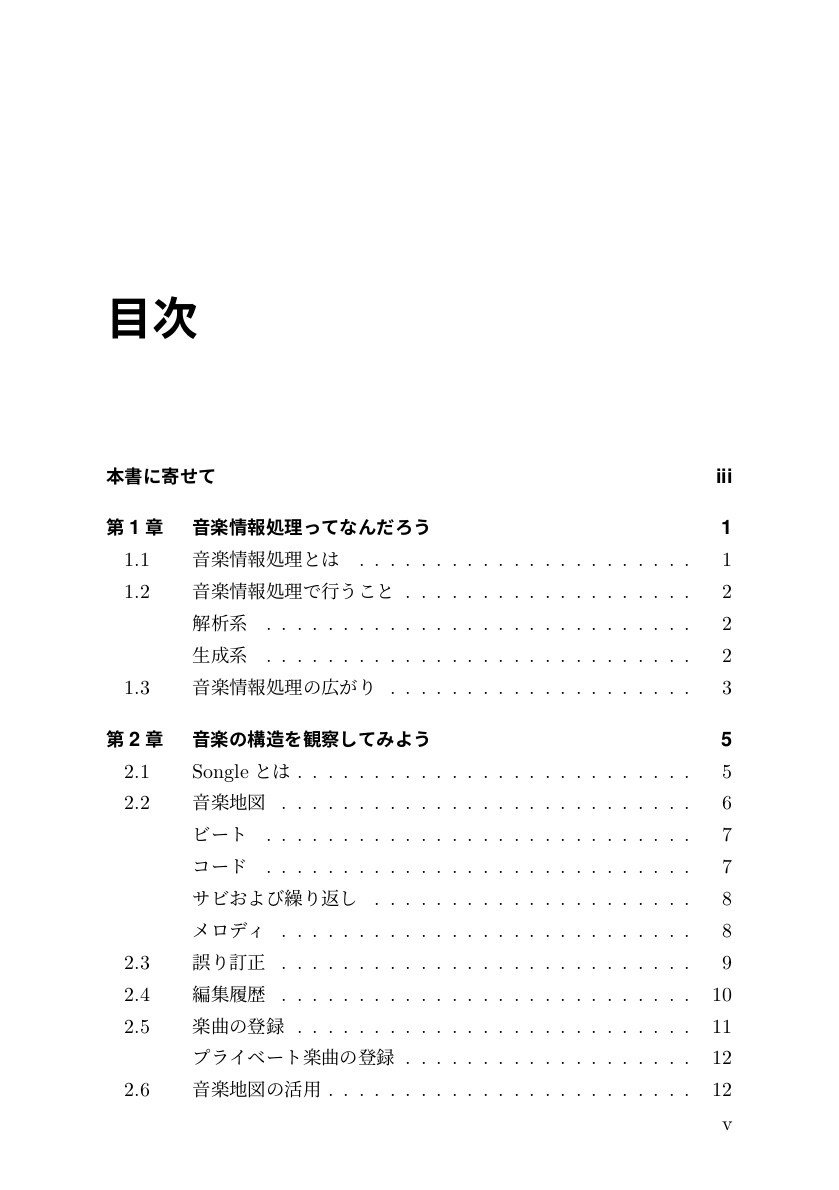 目次
本書に寄せて iii
第 1 章 音楽情報処理ってなんだろう 1
1.1 音楽情報処理とは . . . . . . . . . . . . . . . . . . . . . . 1
1.2 音楽情報処理で行うこと . . . . . . . . . . . . . . . . . . . 2
解析系 . . . . . . . . . . . . . . . . . . . . . . . . . . . . 2
生成系 . . . . . . . . . . . . . . . . . . . . . . . . . . . . 2
1.3 音楽情報処理の広がり . . . . . . . . . . . . . . . . . . . . 3
第 2 章 音楽の構造を観察してみよう 5
2.1 Songle とは . . . . . . . . . . . . . . . . . . . . . . . . . . 5
2.2 音楽地図 . . . . . . . . . . . . . . . . . . . . . . . . . . . 6
ビート . . . . . . . . . . . . . . . . . . . . . . . . . . . . 7
コード . . . . . . . . . . . . . . . . . . . . . . . . . . . . 7
サビおよび繰り返し . . . . . . . . . . . . . . . . . . . . . 8
メロディ . . . . . . . . . . . . . . . . . . . . . . . . . . . 8
2.3 誤り訂正 . . . . . . . . . . . . . . . . . . . . . . . . . . . 9
2.4 編集履歴 . . . . . . . . . . . . . . . . . . . . . . . . . . . 10
2.5 楽曲の登録 . . . . . . . . . . . . . . . . . . . . . . . . . . 11
プライベート楽曲の登録 . . . . . . . . . . . . . . . . . . . 12
2.6 音楽地図の活用 . . . . . . . . . . . . . . . . . . . . . . . . 12
v